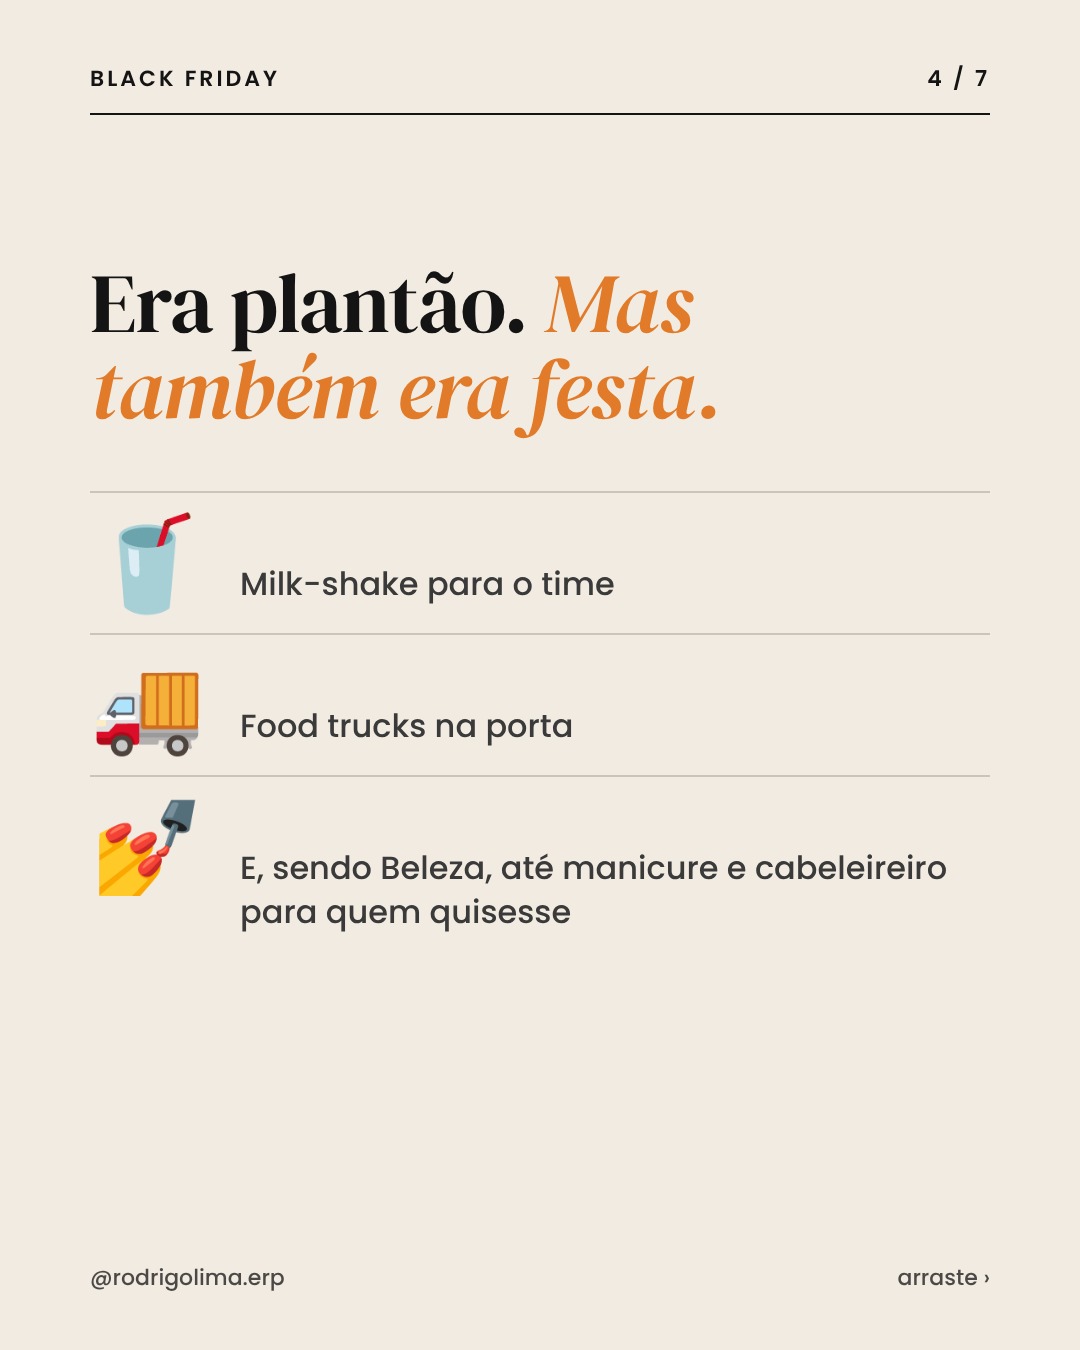 BLACK FRIDAY
4 / 7
Era plantão. Mas
também era festa.
Milk-shake para o time
Food trucks na porta
E, sendo Beleza, até manicure e cabeleireiro
para quem quisesse
@rodrigolima.erp
arraste ›